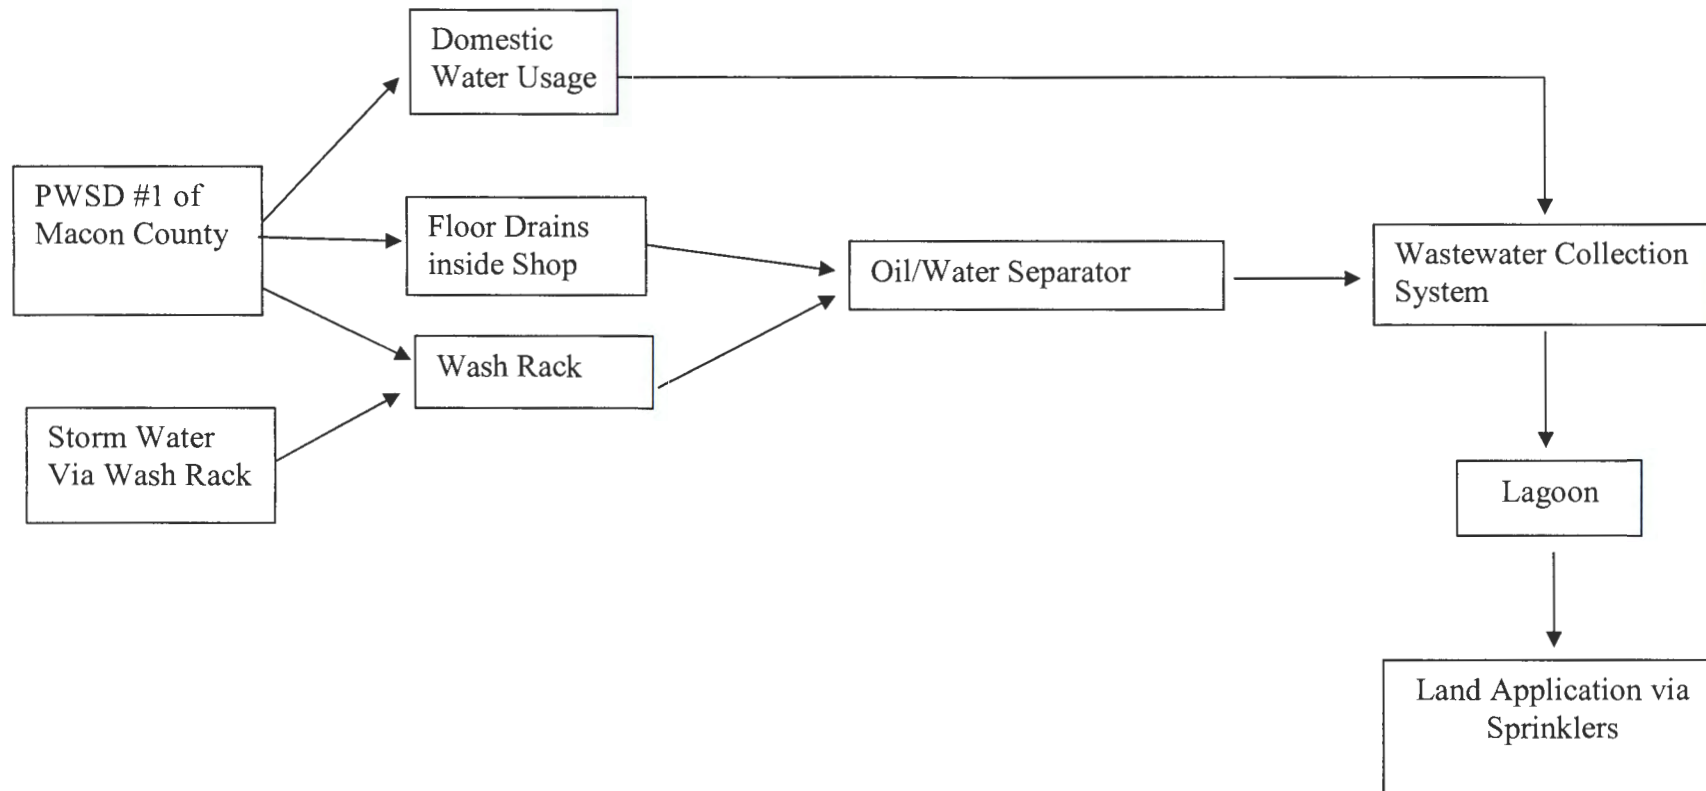 Domestic
Water Usage
PWSD #1 of
Macon County
Floor Drains
inside Shop
Oil/Water Separator
Wastewater Collection
System
Wash Rack
Storm Water
Via Wash Rack
Lagoon
Land Application via
Sprinklers